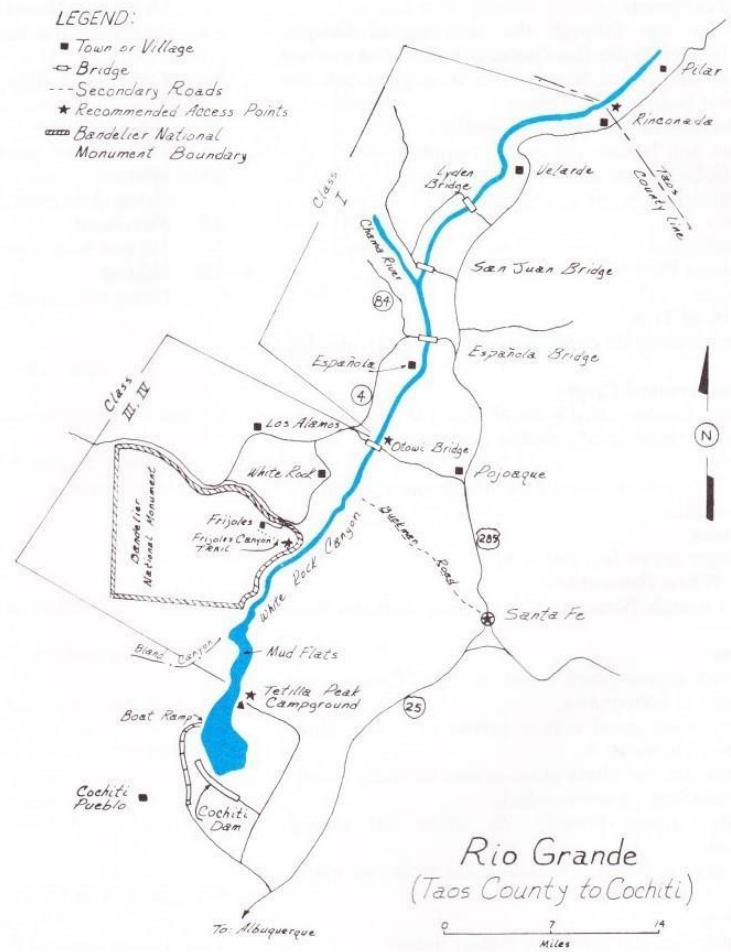 LEGEND:
Town or Village
Bridge
Secondary Roads
Recommended Access Points
Bandelier National
Monument Boundary
Pilar
Rinconada
Taos
County Line
Velarde
Lyden
Bridge
Class
I
Chama River
San Juan Bridge
84
Española Bridge
Española
4
Class
III, IV
Los Alamos
Otowi Bridge
White Rock
Pojoaque
N
Bandelier
National Monument
Frijoles
Frijoles Canyon
TRAIL
White Rock Canyon
Buckman Road
285
Santa Fe
Bland Canyon
Mud Flats
Tetilla Peak
Campground
25
Boat Ramp
Cochiti
Pueblo
Cochiti
Dam
Rio Grande
(Taos County to Cochiti)
0 7 14
Miles
To: Albuquerque